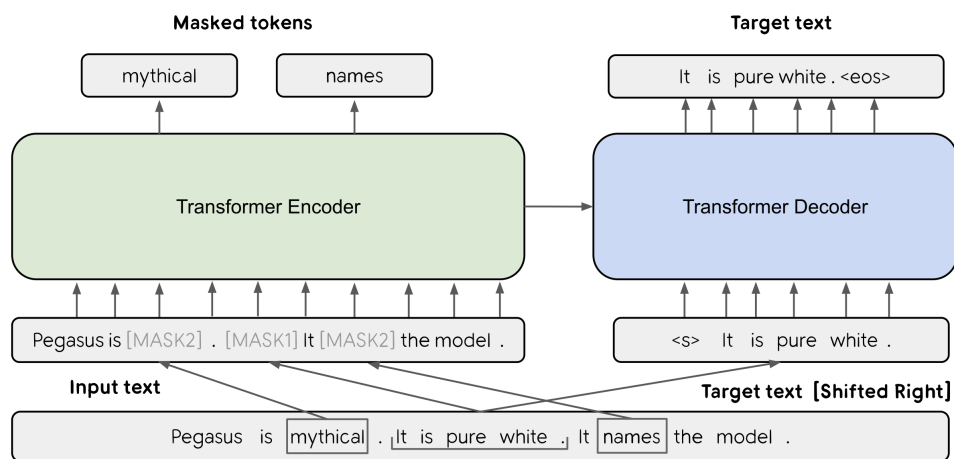 Masked tokens
Target text
mythical
names
It is pure white . <eos>
Transformer Encoder
Transformer Decoder
Pegasus is [MASK2] . [MASK1] It [MASK2] the model .
<s> It is pure white .
Input text
Target text [Shifted Right]
Pegasus is mythical . It is pure white . It names the model .